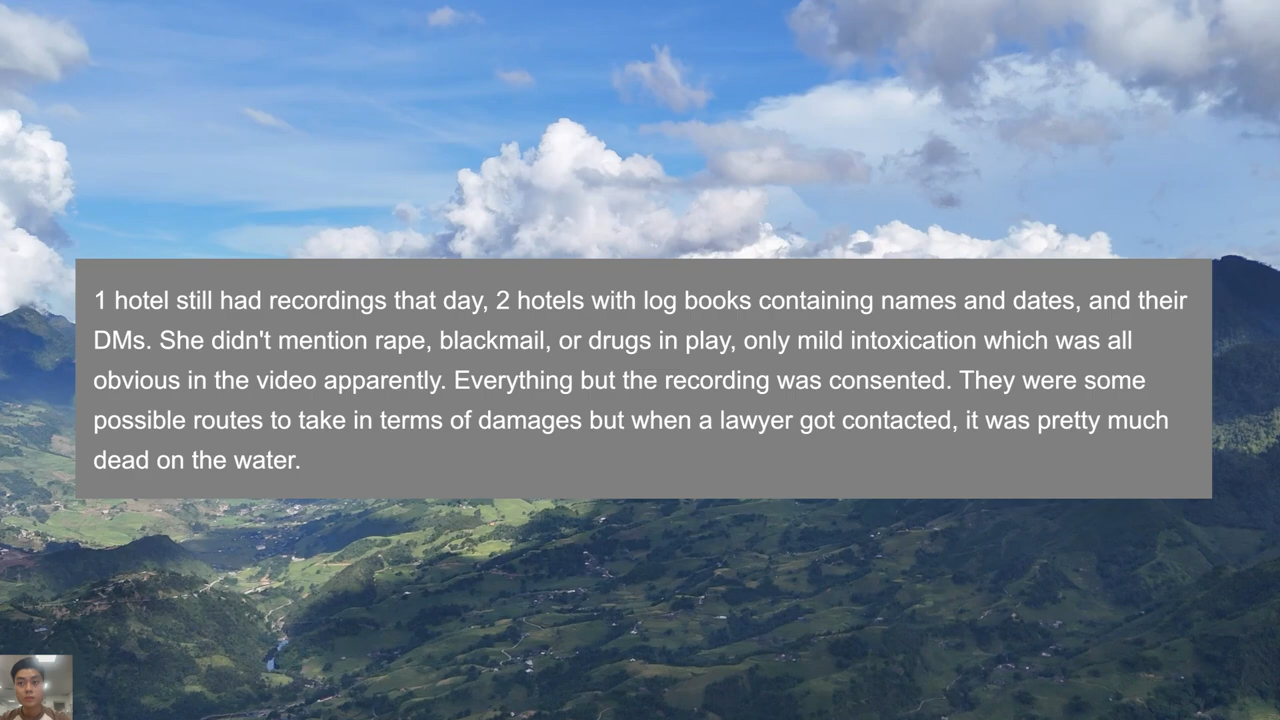 1 hotel still had recordings that day, 2 hotels with log books containing names and dates, and their
DMs. She didn't mention rape, blackmail, or drugs in play, only mild intoxication which was all
obvious in the video apparently. Everything but the recording was consented. They were some
possible routes to take in terms of damages but when a lawyer got contacted, it was pretty much
dead on the water.